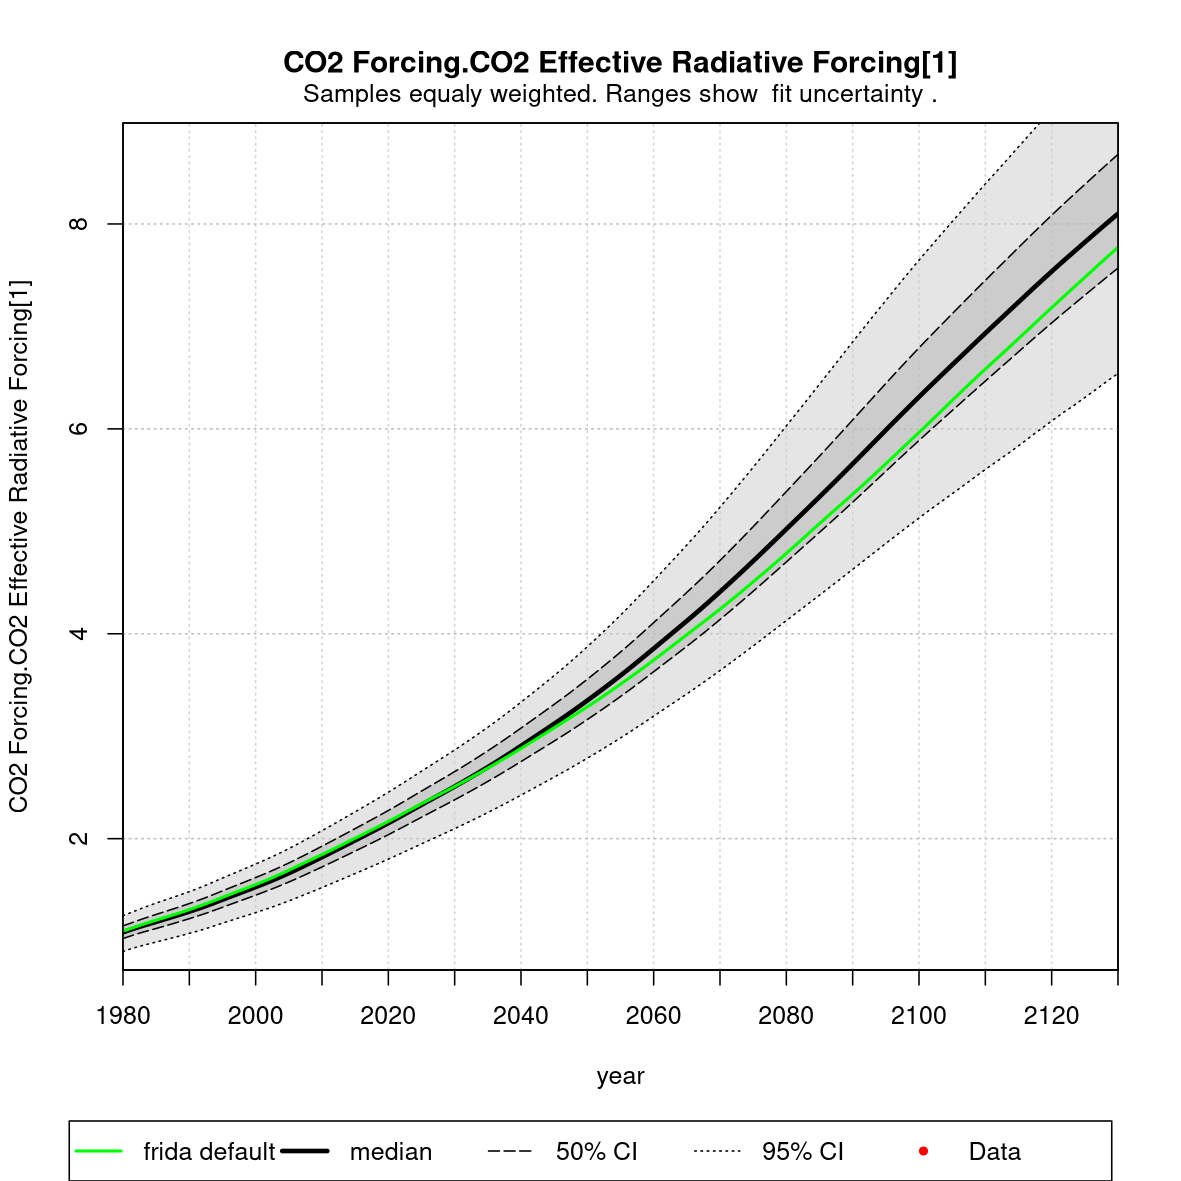 CO2 Forcing.CO2 Effective Radiative Forcing[1]
Samples equaly weighted. Ranges show  fit uncertainty .
CO2 Forcing.CO2 Effective Radiative Forcing[1]
8
6
4
2
1980 2000 2020 2040 2060 2080 2100 2120
year
frida default median 50% CI 95% CI Data